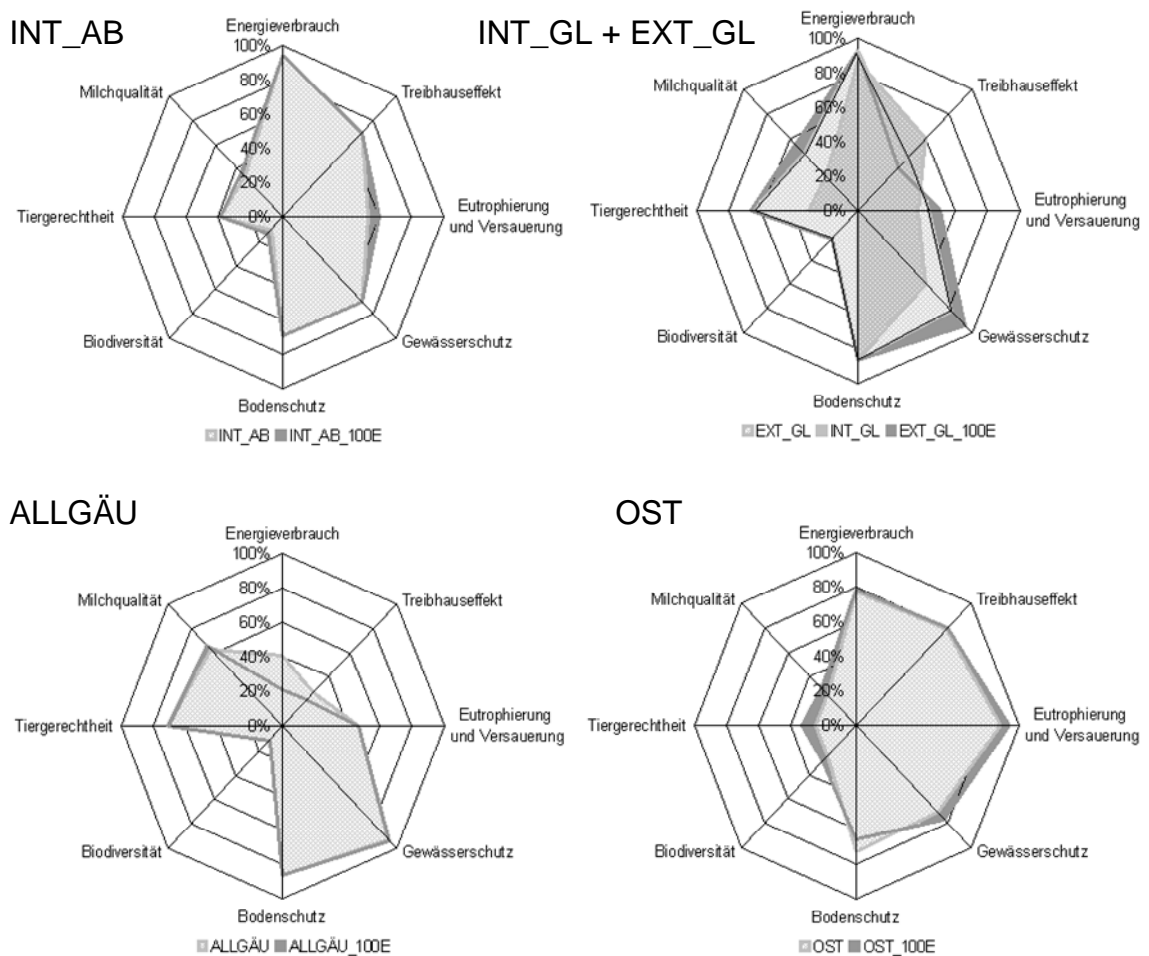 INT_AB
Energieverbrauch
100%
Milchqualität
80%
Treibhauseffekt
60%
40%
20%
Tiergerechtheit
0%
Eutrophierung
und Versauerung
Biodiversität
Gewässerschutz
Bodenschutz
INT_AB INT_AB_100E
INT_GL + EXT_GL
Energieverbrauch
100%
Milchqualität
80%
Treibhauseffekt
60%
40%
20%
Tiergerechtheit
0%
Eutrophierung
und Versauerung
Biodiversität
Gewässerschutz
Bodenschutz
EXT_GL INT_GL EXT_GL_100E
ALLGÄU
Energieverbrauch
100%
Milchqualität
80%
Treibhauseffekt
60%
40%
20%
Tiergerechtheit
0%
Eutrophierung
und Versauerung
Biodiversität
Gewässerschutz
Bodenschutz
ALLGÄU ALLGÄU_100E
OST
Energieverbrauch
100%
Milchqualität
80%
Treibhauseffekt
60%
40%
20%
Tiergerechtheit
0%
Eutrophierung
und Versauerung
Biodiversität
Gewässerschutz
Bodenschutz
OST OST_100E